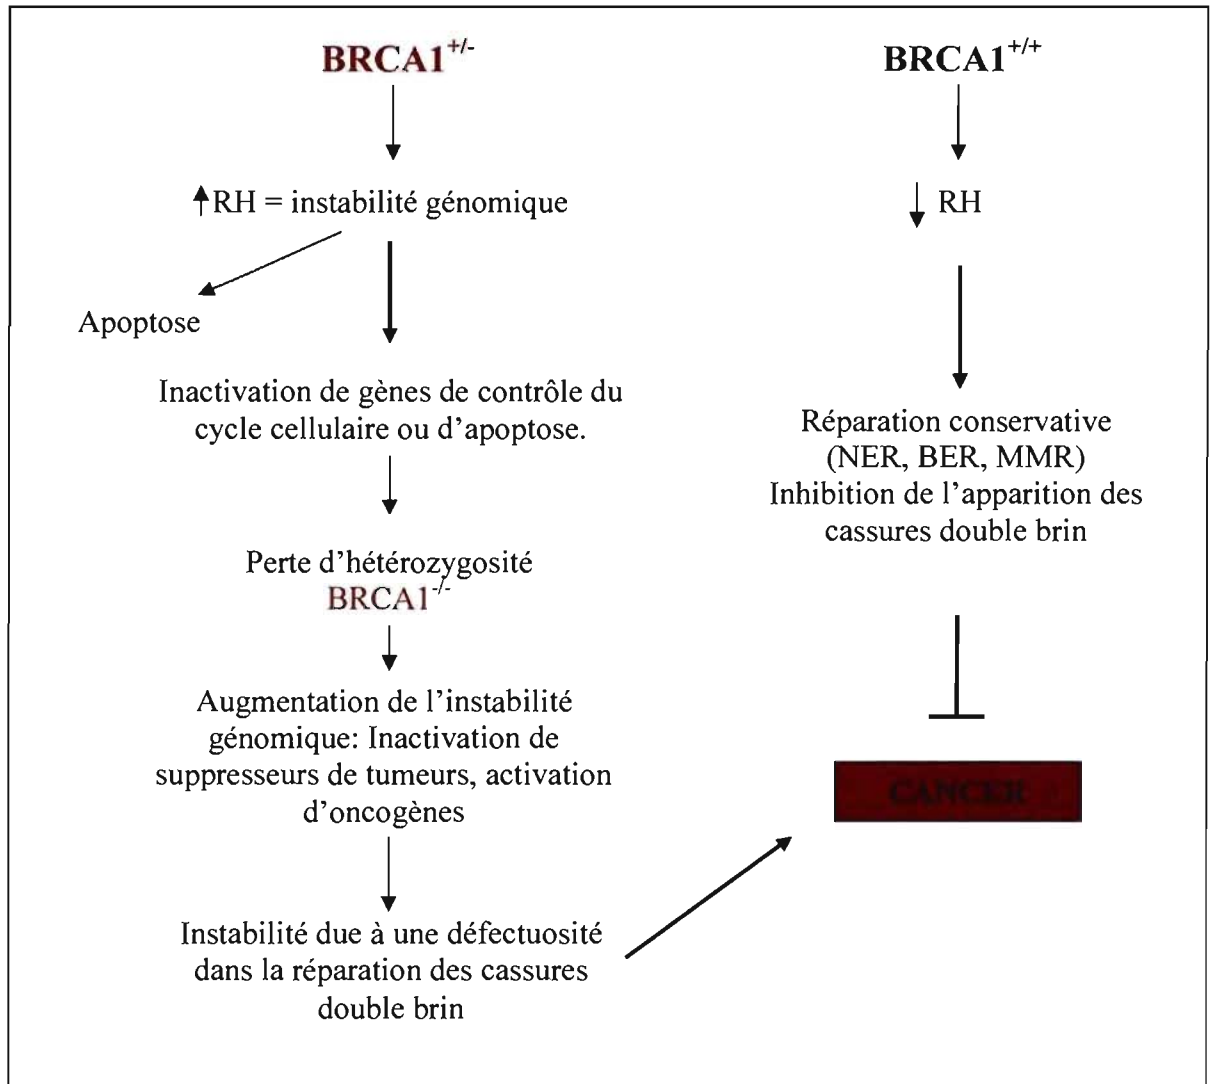 BRCA1+/-
↑RH = instabilité génomique
Apoptose
Inactivation de gènes de contrôle du
cycle cellulaire ou d'apoptose.
Perte d'hétérozygosité
BRCA1-/-
Augmentation de l'instabilité
génomique: Inactivation de
suppresseurs de tumeurs, activation
d'oncogènes
Instabilité due à une défectuosité
dans la réparation des cassures
double brin
BRCA1+/+
↓ RH
Réparation conservative
(NER, BER, MMR)
Inhibition de l'apparition des
cassures double brin
CANCER